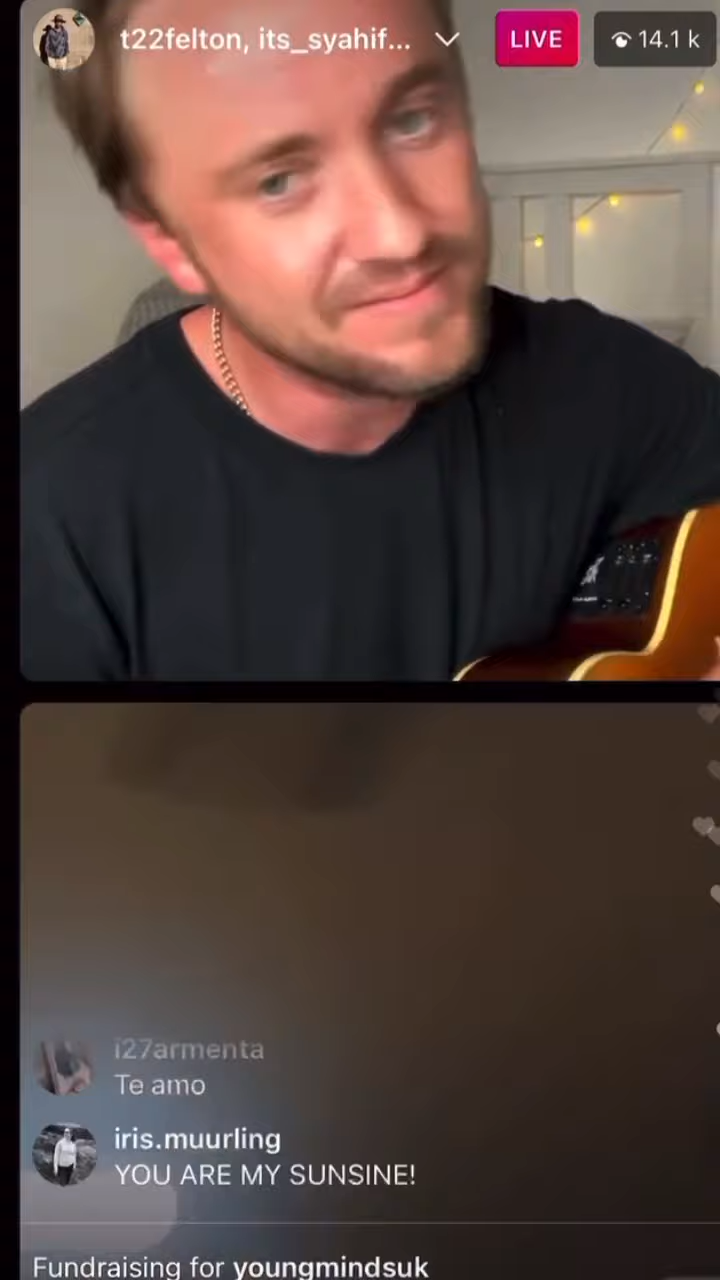 t22felton, its_syahif...
LIVE
14.1 k
i27armenta
Te amo
iris.muurling
YOU ARE MY SUNSINE!
Fundraising for youngmindsuk